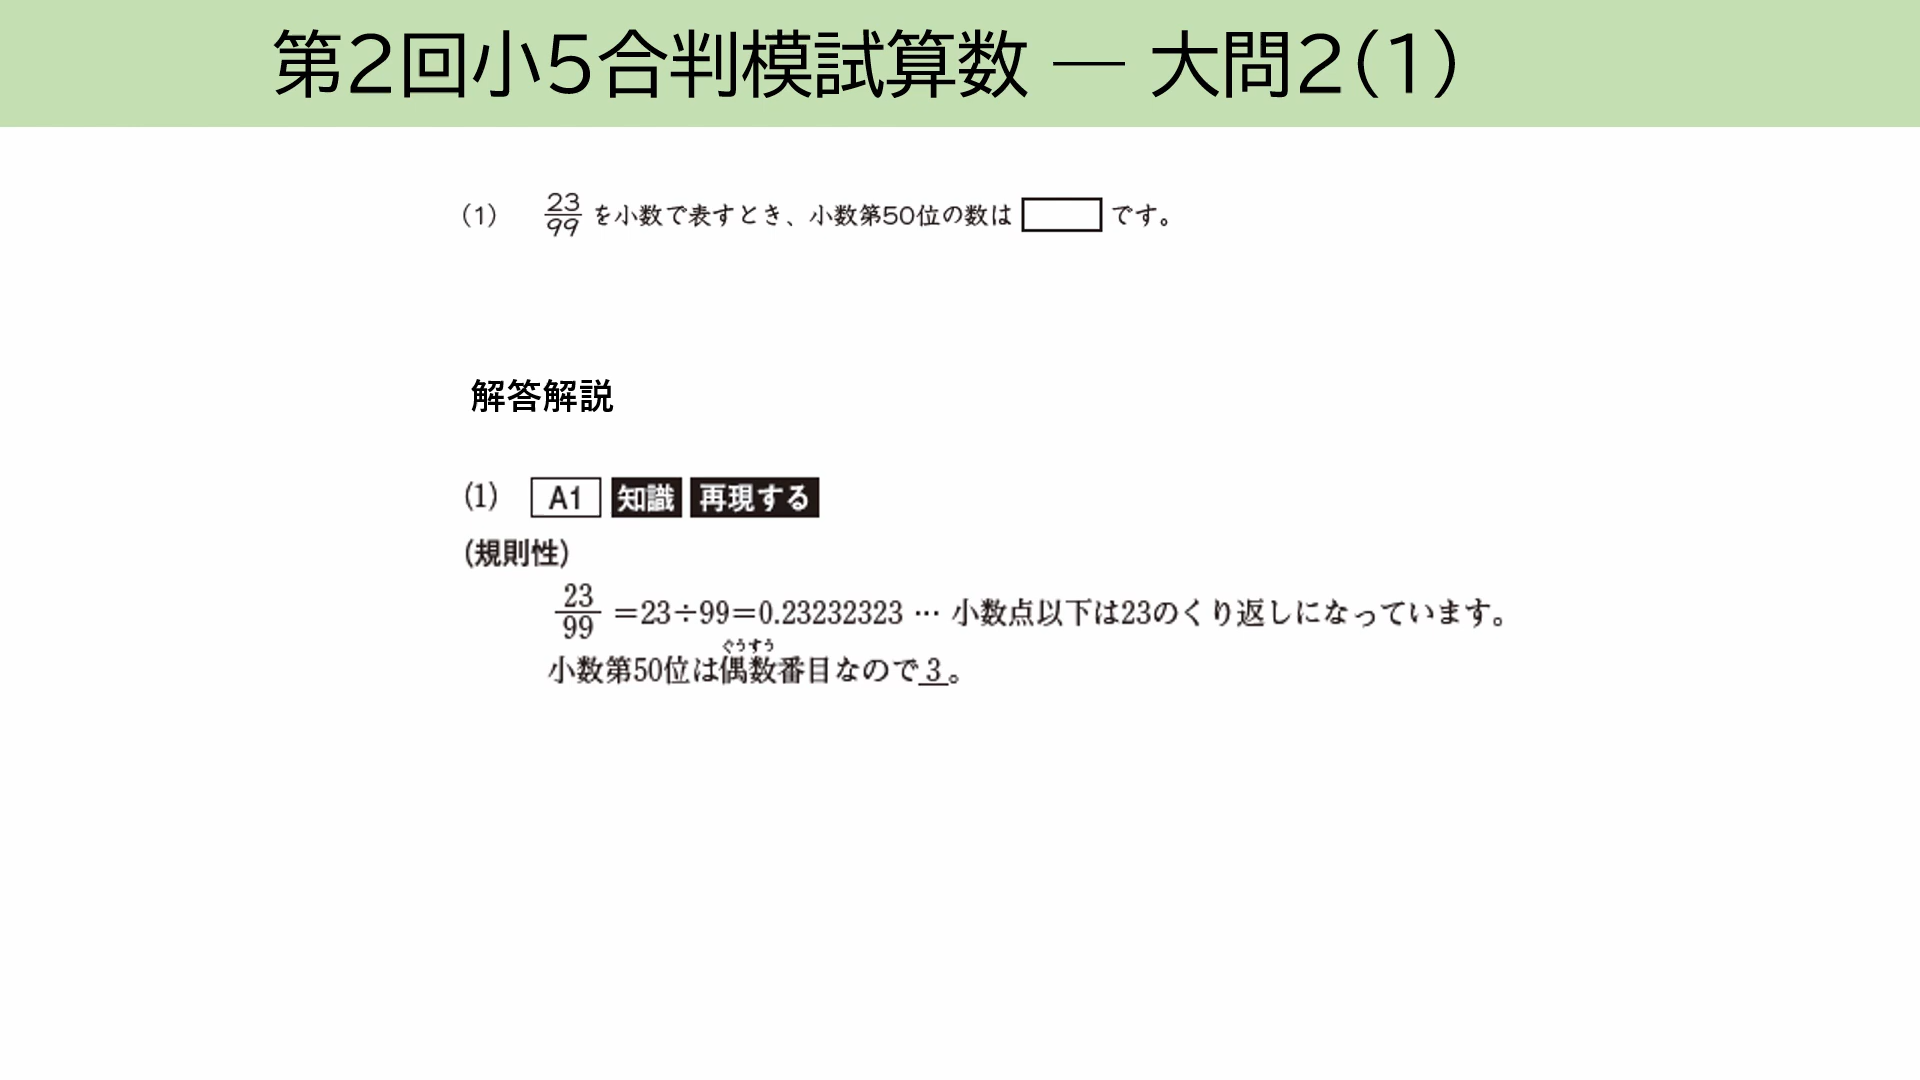 第2回小5合判模試算数 ― 大問2(1)
(1) 23/99 を小数で表すとき、小数第50位の数は □ です。
解答解説
(1) A1 知識 再現する
(規則性)
23/99 =23÷99=0.23232323 … 小数点以下は23のくり返しになっています。
ぐうすう
小数第50位は偶数番目なので 3 。